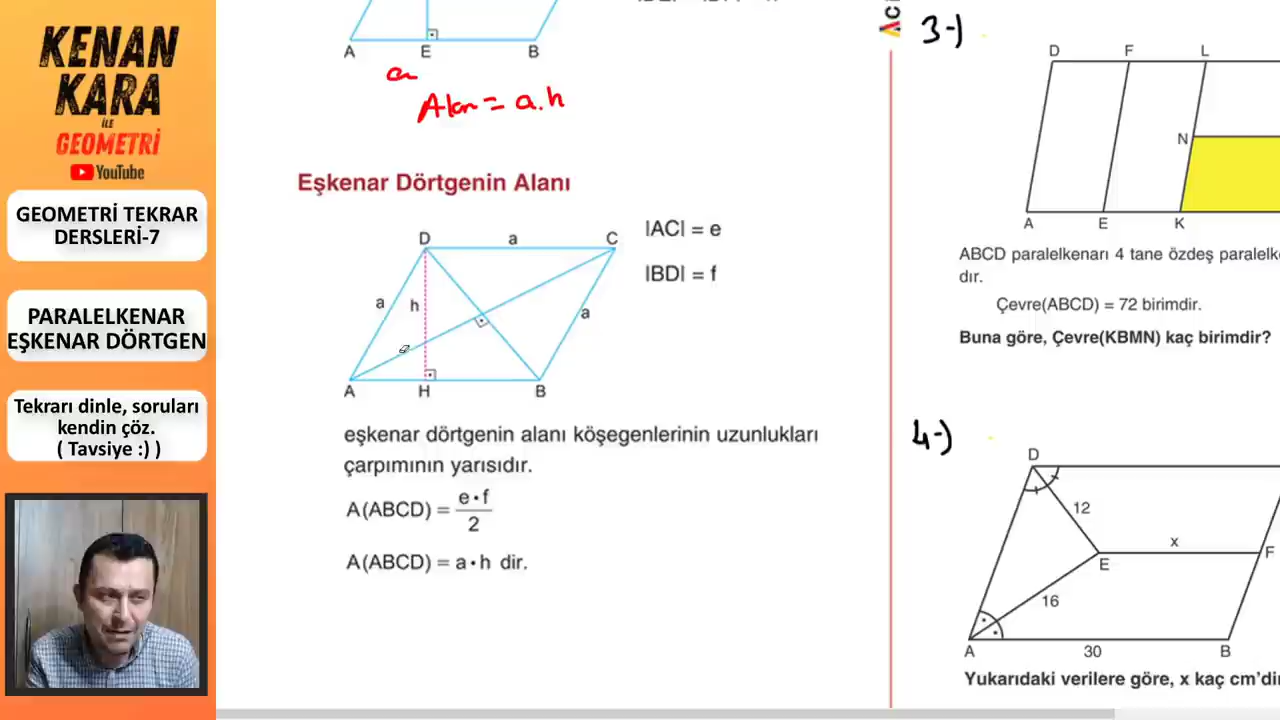 KENAN
KARA
İLE
GEOMETRİ
YouTube
GEOMETRİ TEKRAR
DERSLERİ-7
PARALELKENAR
EŞKENAR DÖRTGEN
Tekrarı dinle, soruları
kendin çöz.
( Tavsiye :) )
A E B
a
Alan = a.h
Eşkenar Dörtgenin Alanı
D a C
a h a
A H B
|AC| = e
|BD| = f
eşkenar dörtgenin alanı köşegenlerinin uzunlukları
çarpımının yarısıdır.
A(ABCD) = e•f
2
A(ABCD) = a•h dir.
3-)
D F L
N
A E K
ABCD paralelkenarı 4 tane özdeş
dır.
Çevre(ABCD) = 72 birimdir.
Buna göre, Çevre(KBMN) kaç birimdir?
4-)
D
12
x
E F
16
A 30 B
Yukarıdaki verilere göre, x kaç